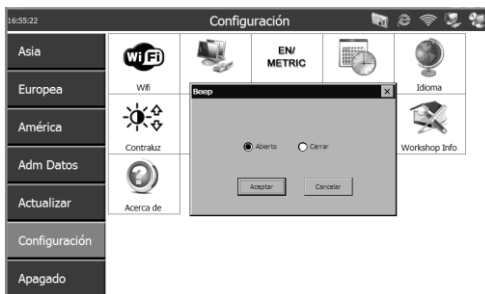 16:55:22
Configuración
Asia
Europea
América
Adm Datos
Actualizar
Configuración
Apagado
WiFi
EN/
METRIC
Wifi
Idioma
Beep
Contraluz
Abierto
Cerrar
Workshop Info
Aceptar
Cancelar
Acerca de